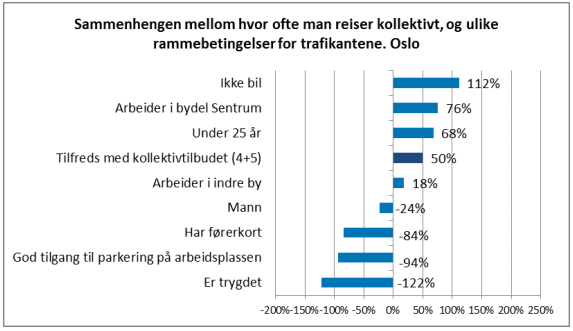 Sammenhengen mellom hvor ofte man reiser kollektivt, og ulike
rammebetingelser for trafikantene. Oslo
Ikke bil 112%
Arbeider i bydel Sentrum 76%
Under 25 år 68%
Tilfreds med kollektivtilbudet (4+5) 50%
Arbeider i indre by 18%
Mann -24%
Har førerkort -84%
God tilgang til parkering på arbeidsplassen -94%
Er trygdet -122%
-200% -150% -100% -50% 0% 50% 100% 150% 200% 250%